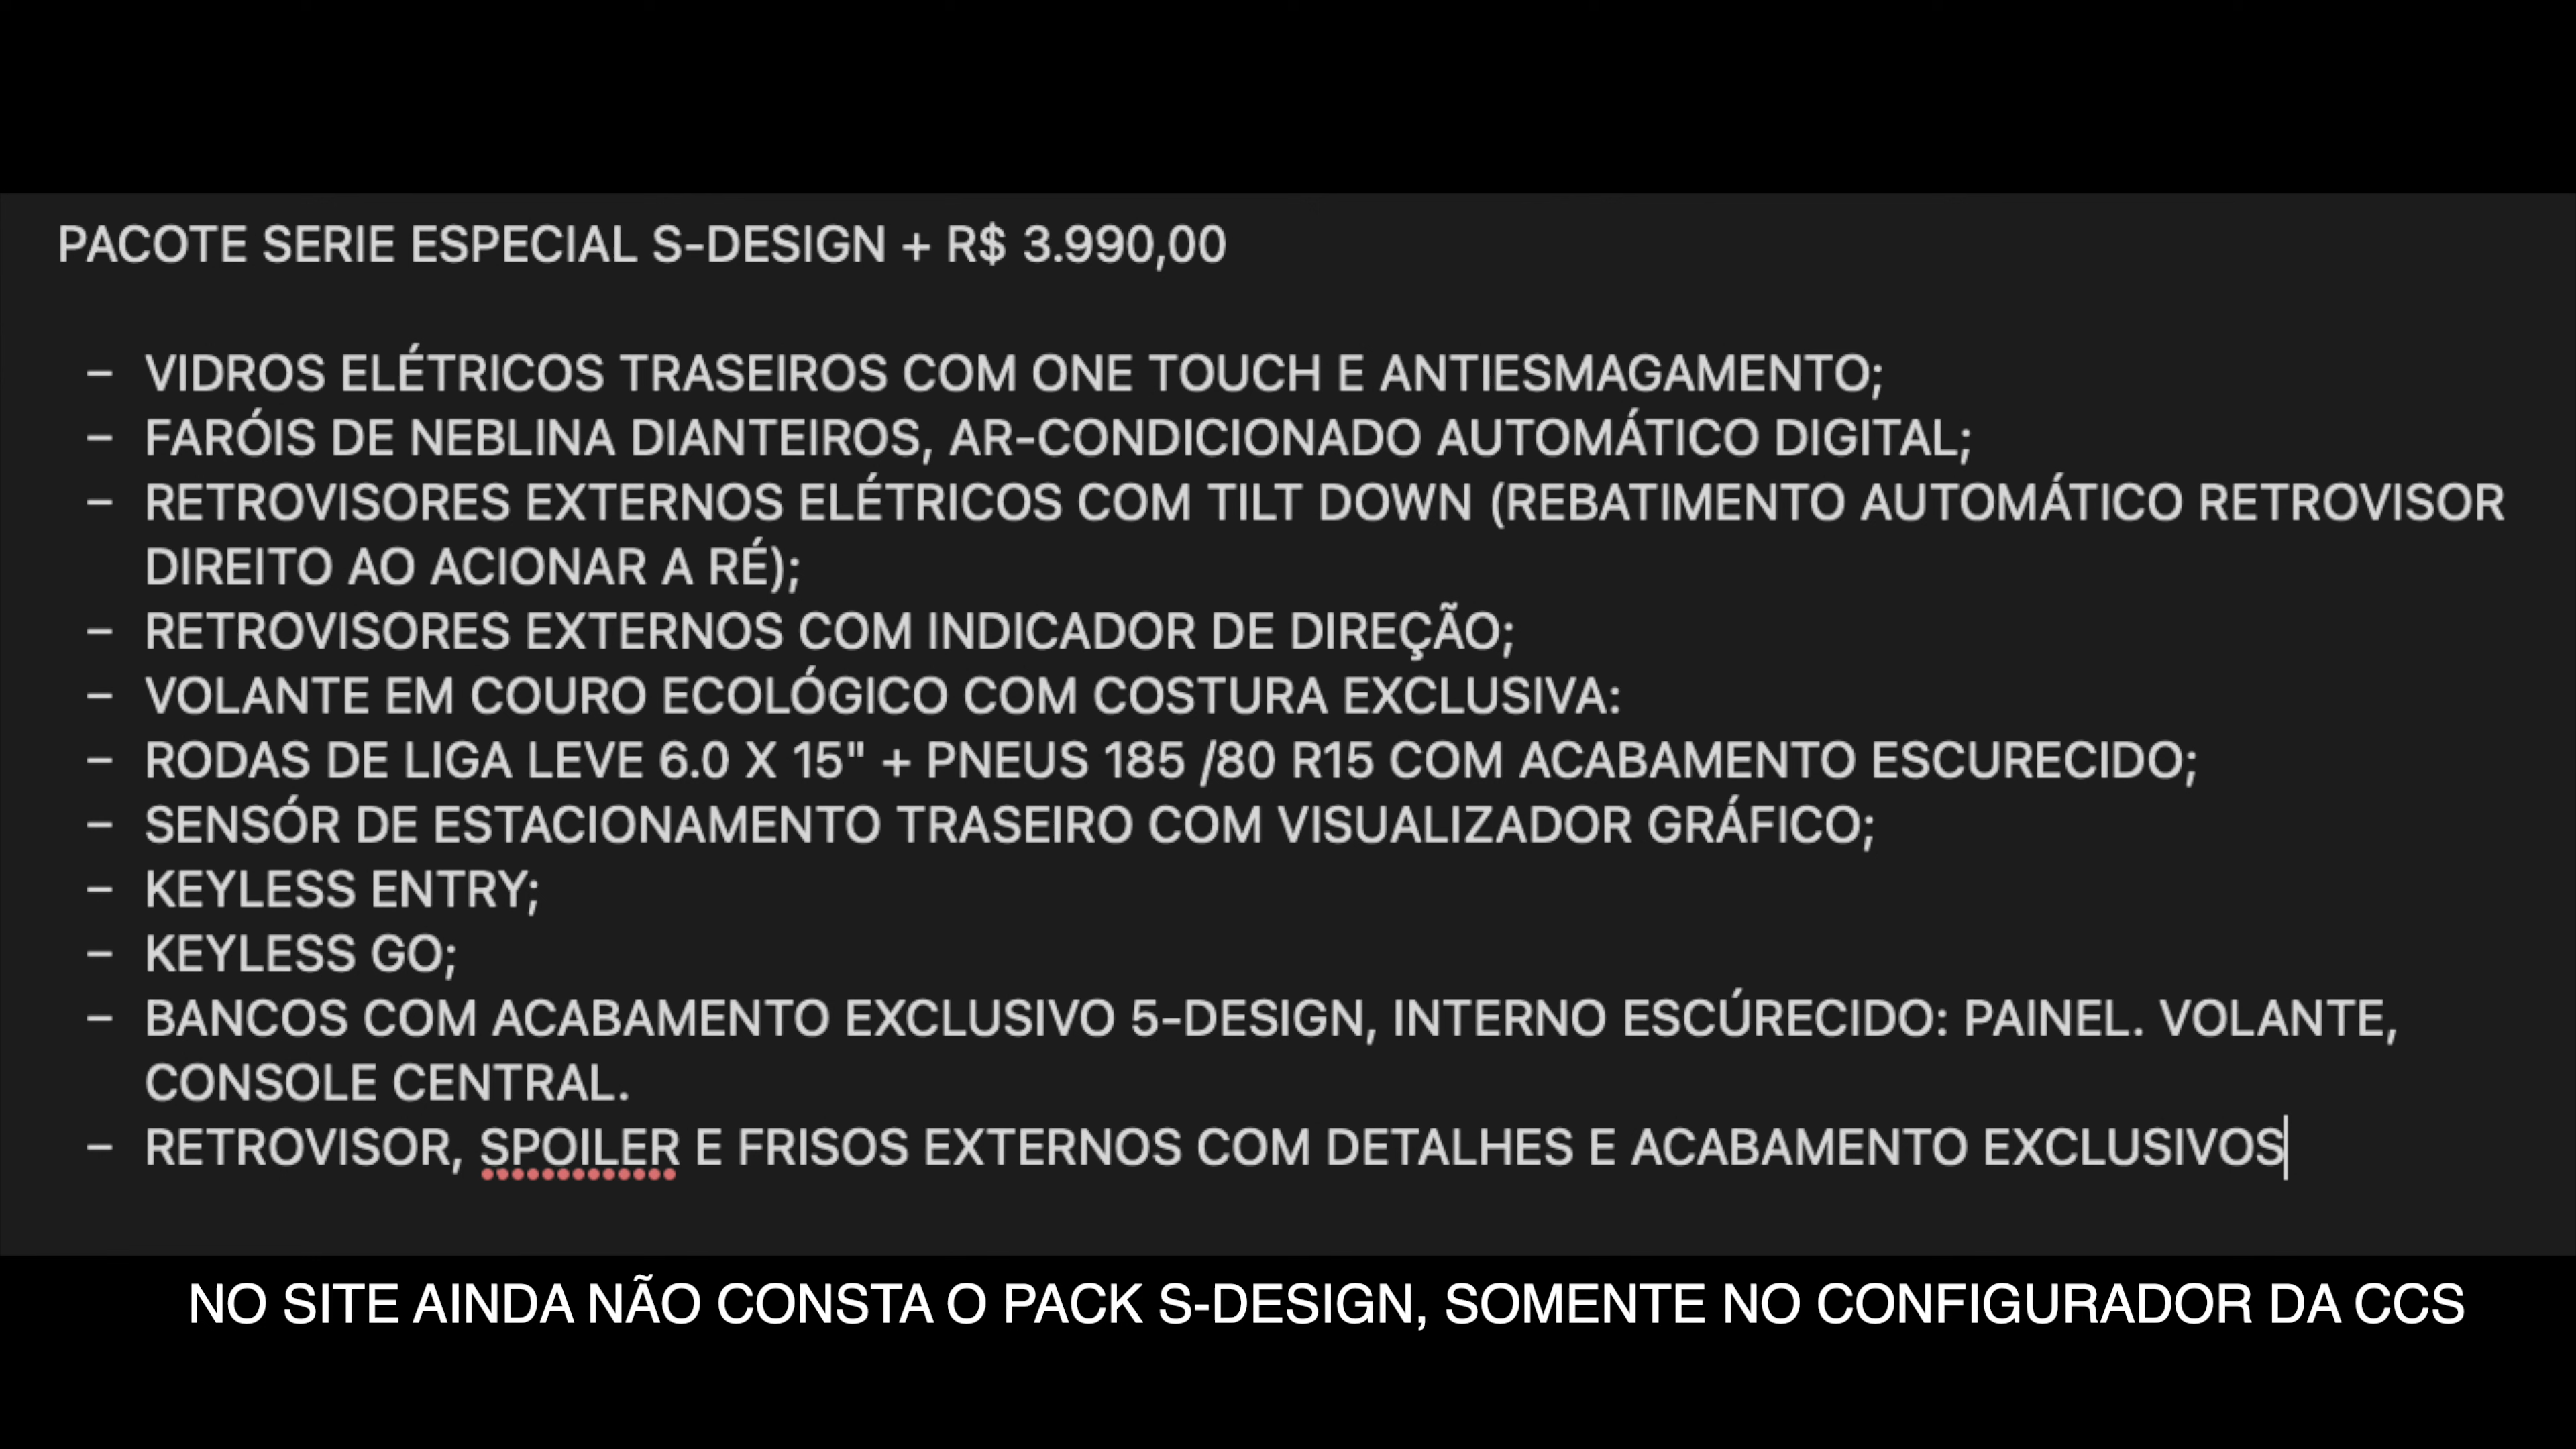 PACOTE SERIE ESPECIAL S-DESIGN + R$ 3.990,00
– VIDROS ELÉTRICOS TRASEIROS COM ONE TOUCH E ANTIESMAGAMENTO;
– FARÓIS DE NEBLINA DIANTEIROS, AR-CONDICIONADO AUTOMÁTICO DIGITAL;
– RETROVISORES EXTERNOS ELÉTRICOS COM TILT DOWN (REBATIMENTO AUTOMÁTICO RETROVISOR
DIREITO AO ACIONAR A RÉ);
– RETROVISORES EXTERNOS COM INDICADOR DE DIREÇÃO;
– VOLANTE EM COURO ECOLÓGICO COM COSTURA EXCLUSIVA:
– RODAS DE LIGA LEVE 6.0 X 15" + PNEUS 185 /80 R15 COM ACABAMENTO ESCURECIDO;
– SENSÓR DE ESTACIONAMENTO TRASEIRO COM VISUALIZADOR GRÁFICO;
– KEYLESS ENTRY;
– KEYLESS GO;
– BANCOS COM ACABAMENTO EXCLUSIVO 5-DESIGN, INTERNO ESCÚRECIDO: PAINEL. VOLANTE,
CONSOLE CENTRAL.
– RETROVISOR, SPOILER E FRISOS EXTERNOS COM DETALHES E ACABAMENTO EXCLUSIVOS
NO SITE AINDA NÃO CONSTA O PACK S-DESIGN, SOMENTE NO CONFIGURADOR DA CCS